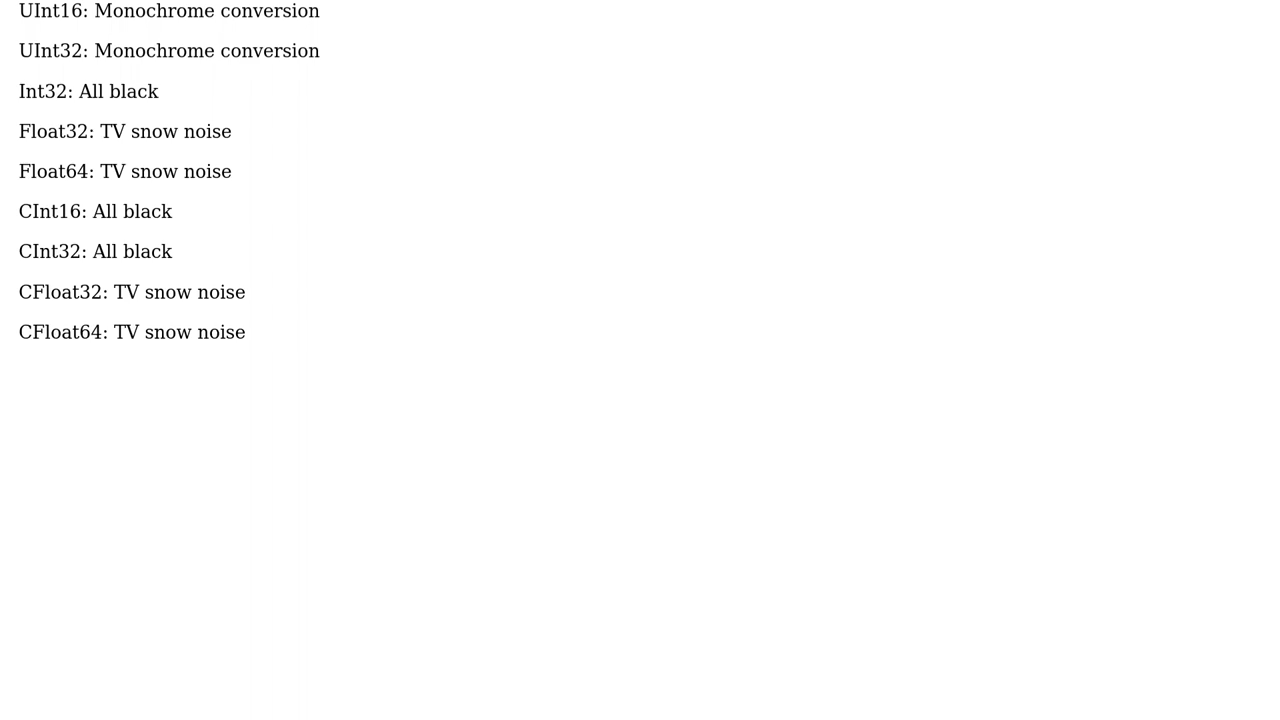 UInt16: Monochrome conversion
UInt32: Monochrome conversion
Int32: All black
Float32: TV snow noise
Float64: TV snow noise
CInt16: All black
CInt32: All black
CFloat32: TV snow noise
CFloat64: TV snow noise